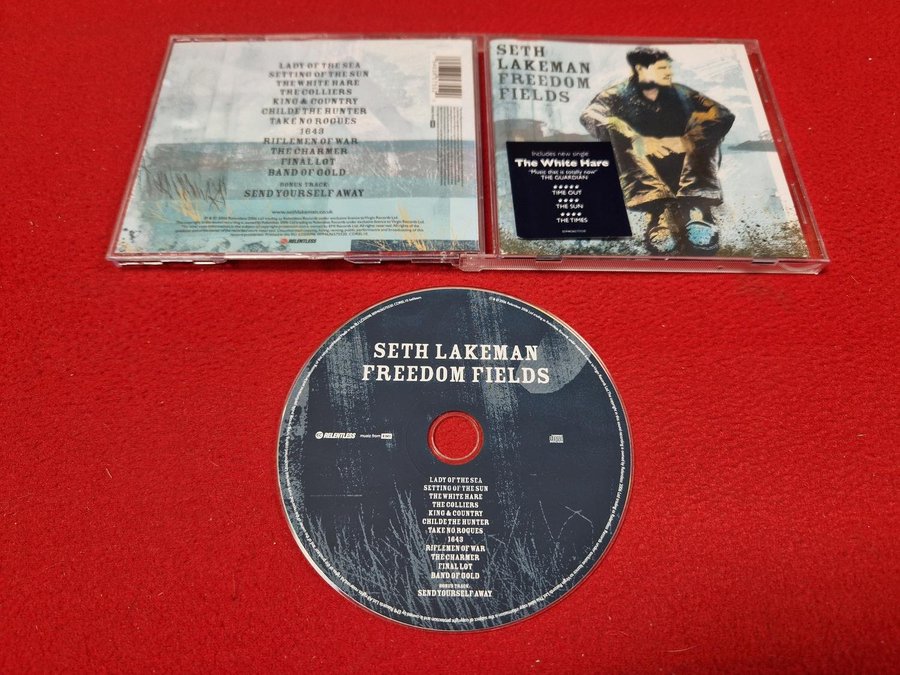 LADY OF THE SEA
SETTING OF THE SUN
THE WHITE HARE
THE COLLIERS
KING & COUNTRY
CHILDE THE HUNTER
TAKE NO ROGUES
1643
RIFLEMEN OF WAR
THE CHARMER
FINAL LOT
BAND OF GOLD
BONUS TRACK:
SEND YOURSELF AWAY
www.sethlakeman.co.uk
RELENTLESS
SETH
LAKEMAN
FREEDOM
FIELDS
Includes new single
The White Hare
"Music that is totally now"
THE GUARDIAN
TIME OUT
THE SUN
THE TIMES
SETH LAKEMAN
FREEDOM FIELDS
RELENTLESS
music from EMI
LADY OF THE SEA
SETTING OF THE SUN
THE WHITE HARE
THE COLLIERS
KING & COUNTRY
CHILDE THE HUNTER
TAKE NO ROGUES
1643
RIFLEMEN OF WAR
THE CHARMER
FINAL LOT
BAND OF GOLD
BONUS TRACK:
SEND YOURSELF AWAY